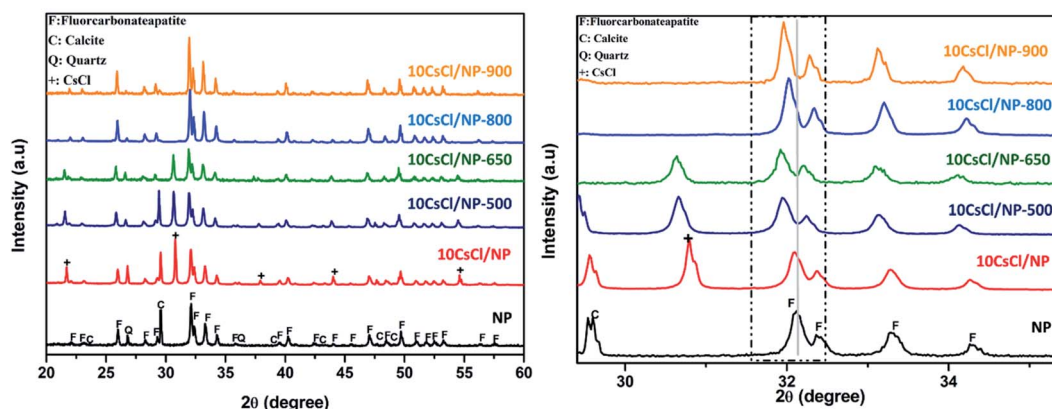 F:Fluorcarbonateapatite
C: Calcite
Q: Quartz
+: CsCl
10CsCl/NP-900
10CsCl/NP-800
10CsCl/NP-650
10CsCl/NP-500
10CsCl/NP
NP
+ + + + +
F F C F Q F F C F F F F F Q C F F C F F C C F F F F F F F
Intensity (a.u)
20 25 30 35 40 45 50 55 60
2θ (degree)
F:Fluorcarbonateapatite
C: Calcite
Q: Quartz
+: CsCl
10CsCl/NP-900
10CsCl/NP-800
10CsCl/NP-650
10CsCl/NP-500
10CsCl/NP
NP
+
C F F F F
Intensity (a.u)
30 32 34
2θ (degree)